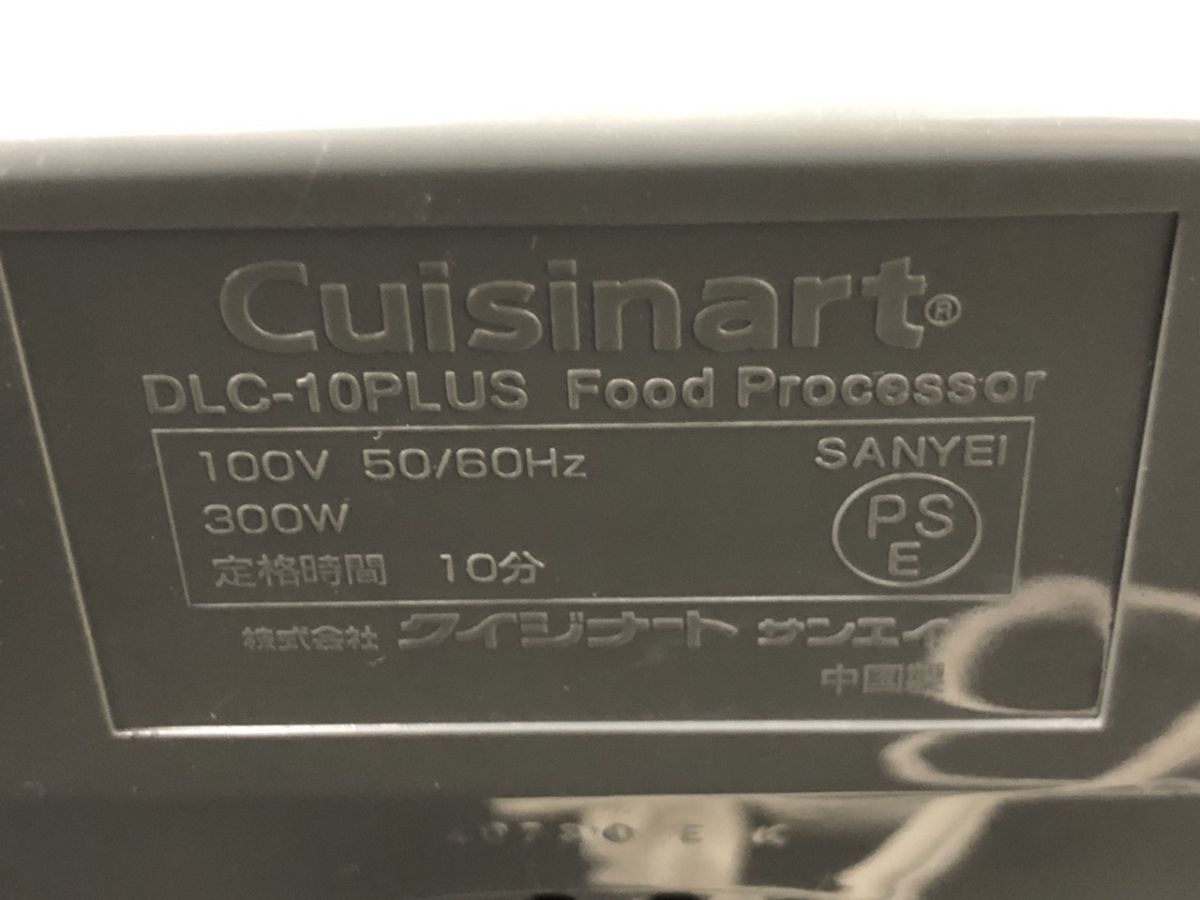 Cuisinart®
DLC-10PLUS Food Processor
100V 50/60Hz
SANYEI
300W
PS
E
定格時間 10分
株式会社 クイジナート サンエイ
中国製